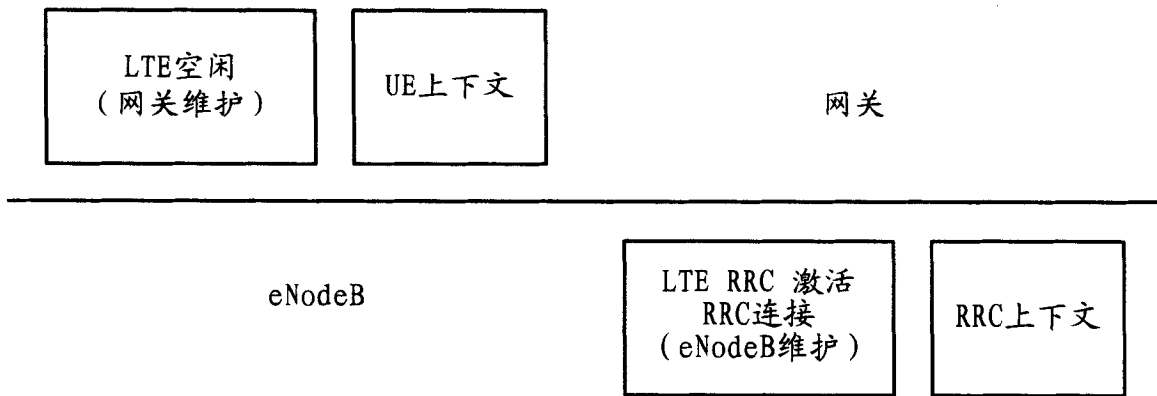 LTE空闲
（网关维护）
UE上下文
网关
eNodeB
LTE RRC 激活
RRC连接
（eNodeB维护）
RRC上下文